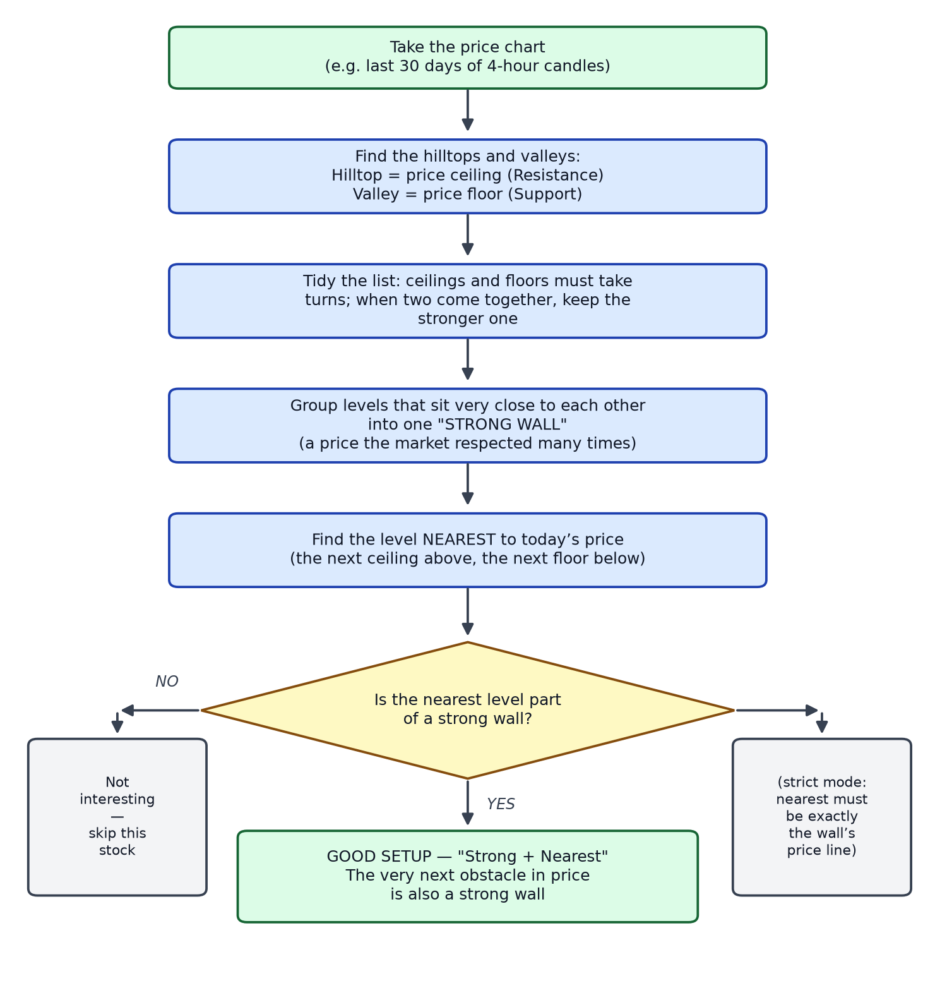 Take the price chart
(e.g. last 30 days of 4-hour candles)
Find the hilltops and valleys:
Hilltop = price ceiling (Resistance)
Valley = price floor (Support)
Tidy the list: ceilings and floors must take
turns; when two come together, keep the
stronger one
Group levels that sit very close to each other
into one "STRONG WALL"
(a price the market respected many times)
Find the level NEAREST to today’s price
(the next ceiling above, the next floor below)
Is the nearest level part
of a strong wall?
NO
Not
interesting
—
skip this
stock
YES
GOOD SETUP — "Strong + Nearest"
The very next obstacle in price
is also a strong wall
(strict mode:
nearest must
be exactly
the wall’s
price line)